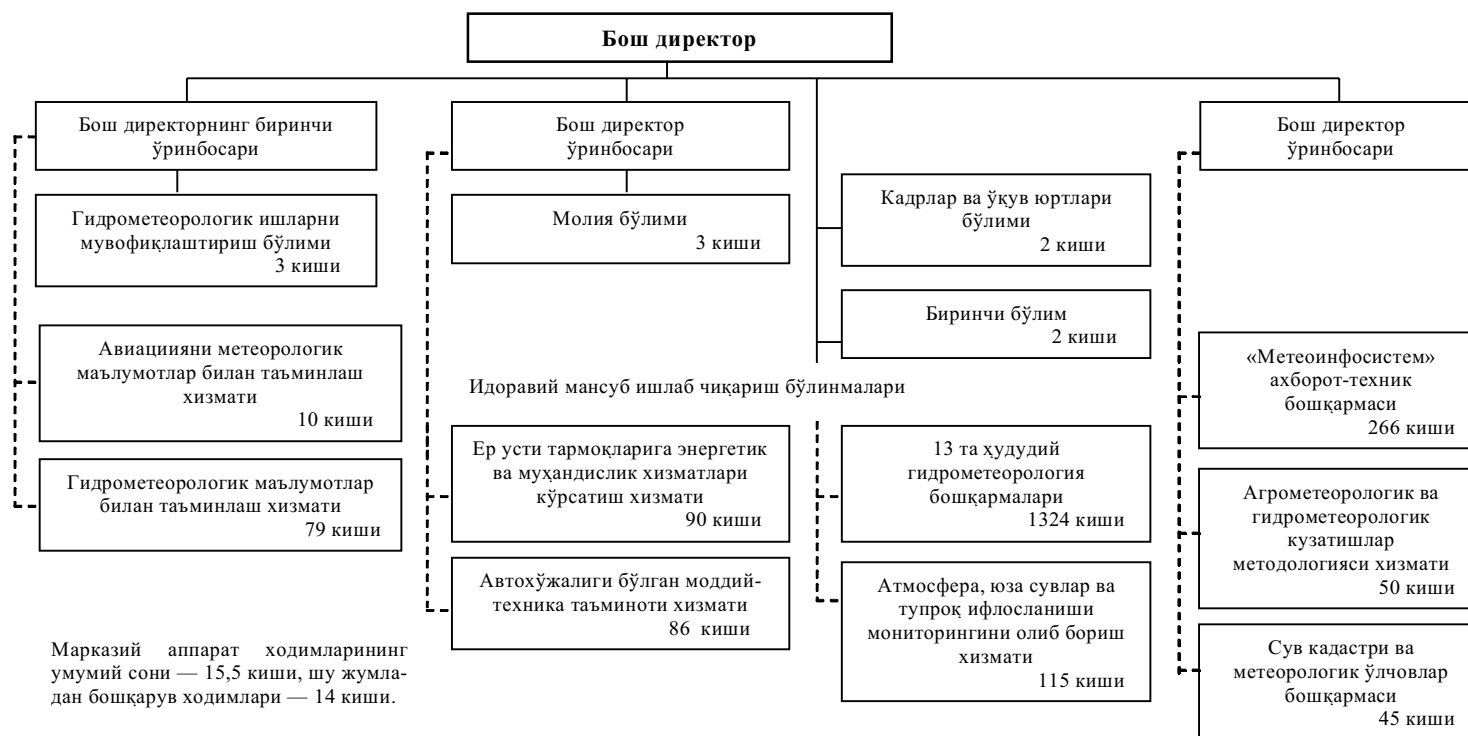 Бош директор
Бош директорнинг биринчи
ўринбосари
Бош директор
ўринбосари
Бош директор
ўринбосари
Гидрометеорологик ишларни
мувофиқлаштириш бўлими
3 киши
Молия бўлими
3 киши
Кадрлар ва ўқув юртлари
бўлими
2 киши
Биринчи бўлим
2 киши
Идоравий мансуб ишлаб чиқариш бўлинмалари
Авиациияни метеорологик
маълумотлар билан таъминлаш
хизмати
10 киши
Гидрометеорологик маълумотлар
билан таъминлаш хизмати
79 киши
Ер усти тармоқларига энергетик
ва муҳандислик хизматлари
кўрсатиш хизмати
90 киши
Автохўжалиги бўлган моддий-
техника таъминоти хизмати
86 киши
13 та ҳудудий
гидрометеорология
бошқармалари
1324 киши
Атмосфера, юза сувлар ва
тупроқ ифлосланиши
мониторингини олиб бориш
хизмати
115 киши
«Метеоинфосистем»
ахборот-техник
бошқармаси
266 киши
Агрометеорологик ва
гидрометеорологик
кузатишлар
методологияси хизмати
50 киши
Сув кадастри ва
метеорологик ўлчовлар
бошқармаси
45 киши
Марказий аппарат ходимларининг
умумий сони — 15,5 киши, шу жумла-
дан бошқарув ходимлари — 14 киши.